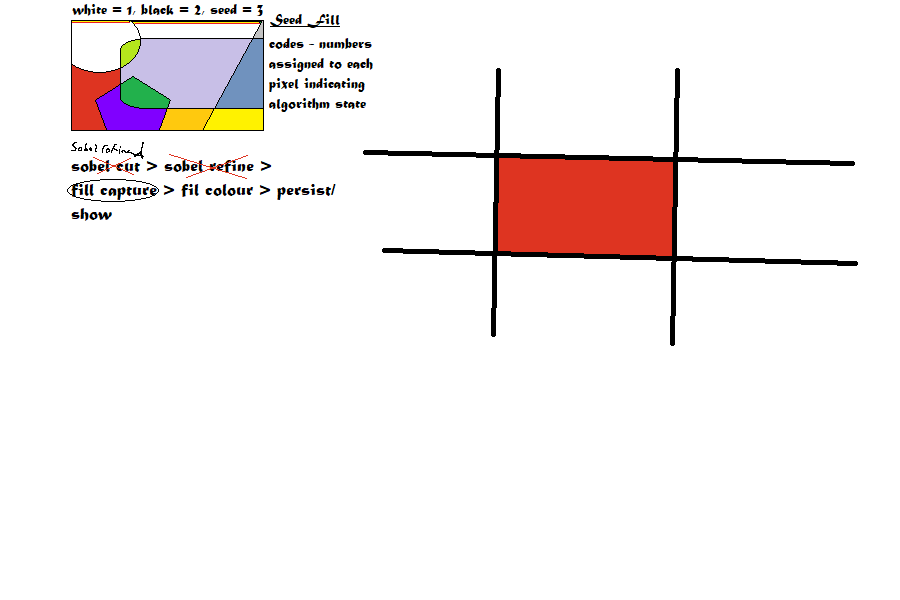 white = 1, black = 2, seed = 3
Seed Fill
codes - numbers
assigned to each
pixel indicating
algorithm state
Sobel refined
sobel cut > sobel refine >
fill capture > fil colour > persist/
show